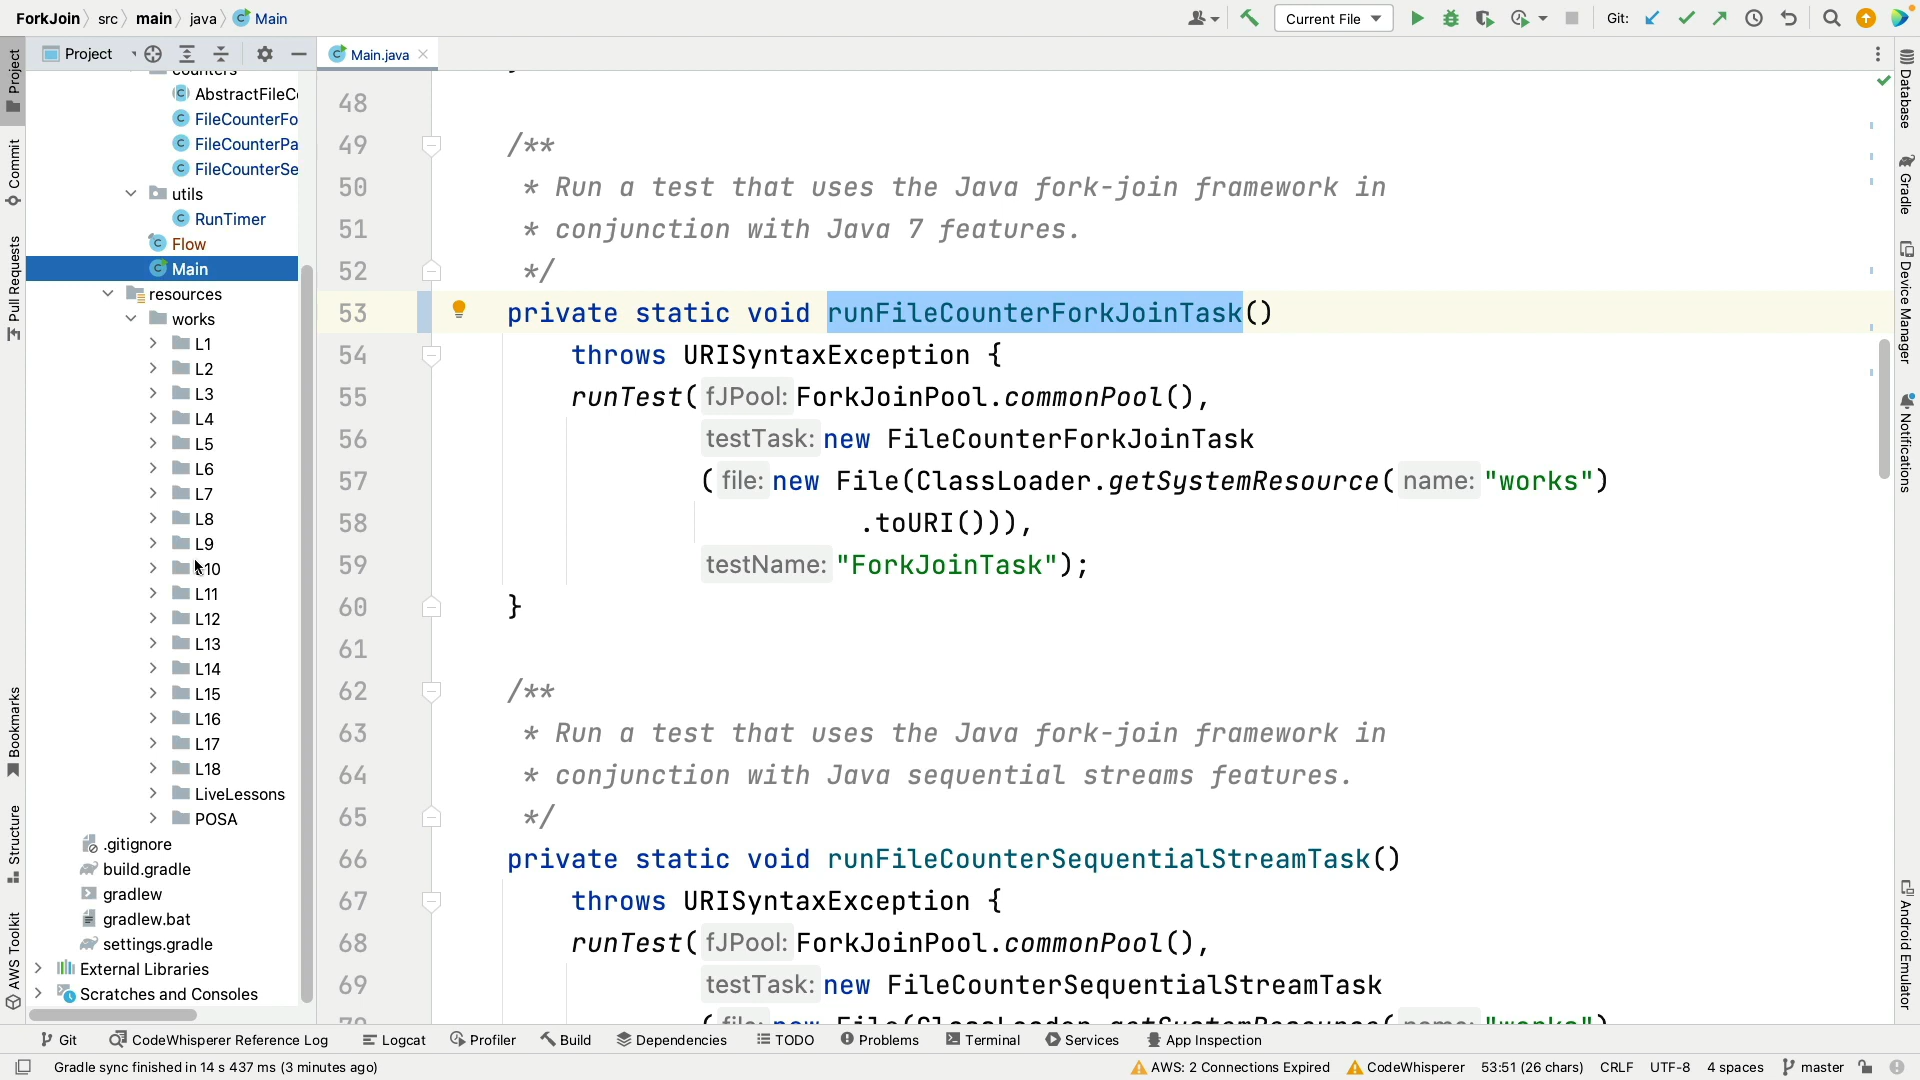 ForkJoin src main java Main
Current File
Git:
Project
Main.java
Project
Commit
Pull Requests
Bookmarks
Structure
AWS Toolkit
counters
AbstractFileCo
FileCounterFo
FileCounterPa
FileCounterSe
utils
RunTimer
Flow
Main
resources
works
L1
L2
L3
L4
L5
L6
L7
L8
L9
L10
L11
L12
L13
L14
L15
L16
L17
L18
LiveLessons
POSA
.gitignore
build.gradle
gradlew
gradlew.bat
settings.gradle
External Libraries
Scratches and Consoles
48
49 /**
50 * Run a test that uses the Java fork-join framework in
51 * conjunction with Java 7 features.
52 */
53 private static void runFileCounterForkJoinTask()
54 throws URISyntaxException {
55 runTest( fJPool: ForkJoinPool.commonPool(),
56 testTask: new FileCounterForkJoinTask
57 ( file: new File(ClassLoader.getSystemResource( name: "works")
58 .toURI())),
59 testName: "ForkJoinTask");
60 }
61
62 /**
63 * Run a test that uses the Java fork-join framework in
64 * conjunction with Java sequential streams features.
65 */
66 private static void runFileCounterSequentialStreamTask()
67 throws URISyntaxException {
68 runTest( fJPool: ForkJoinPool.commonPool(),
69 testTask: new FileCounterSequentialStreamTask
70 ( file: new File(ClassLoader.getSystemResource( name: "works")
Database
Gradle
Device Manager
Notifications
Android Emulator
Git CodeWhisperer Reference Log Logcat Profiler Build Dependencies TODO Problems Terminal Services App Inspection
Gradle sync finished in 14 s 437 ms (3 minutes ago) AWS: 2 Connections Expired CodeWhisperer 53:51 (26 chars) CRLF UTF-8 4 spaces master